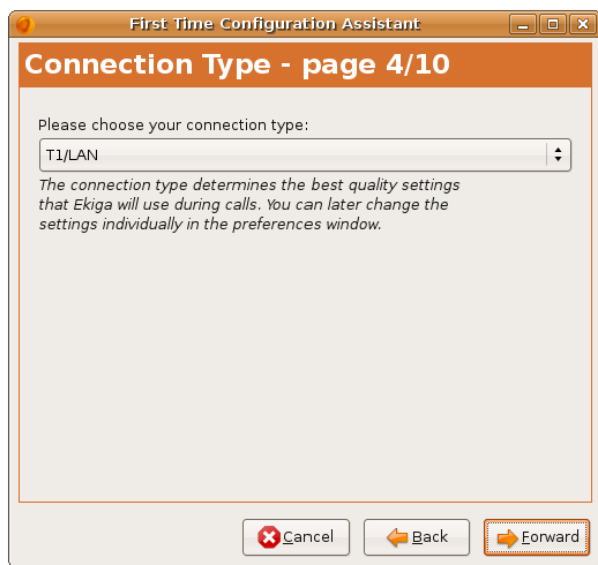 First Time Configuration Assistant
Connection Type - page 4/10
Please choose your connection type:
T1/LAN
The connection type determines the best quality settings
that Ekiga will use during calls. You can later change the
settings individually in the preferences window.
Cancel
Back
Forward